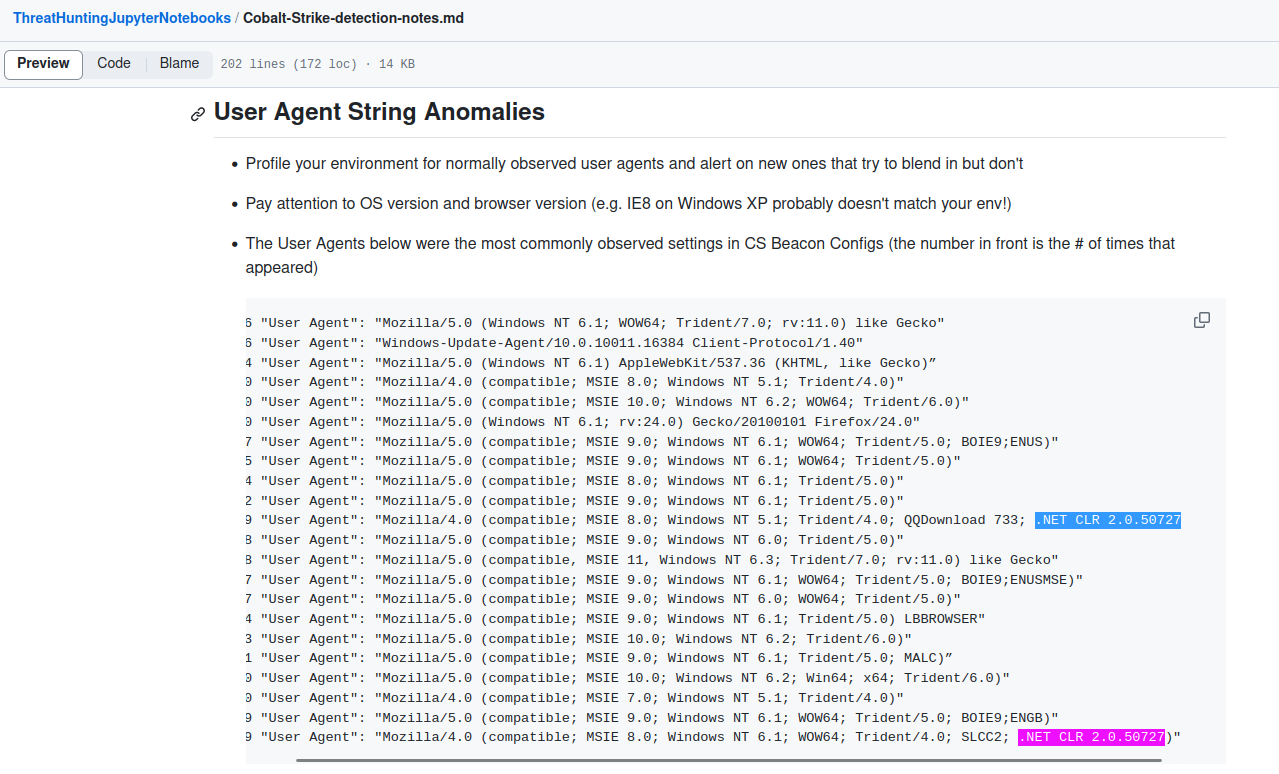 ThreatHuntingJupyterNotebooks / Cobalt-Strike-detection-notes.md
Preview Code Blame 202 lines (172 loc) · 14 KB
User Agent String Anomalies
• Profile your environment for normally observed user agents and alert on new ones that try to blend in but don't
• Pay attention to OS version and browser version (e.g. IE8 on Windows XP probably doesn't match your env!)
• The User Agents below were the most commonly observed settings in CS Beacon Configs (the number in front is the # of times that
appeared)
6 "User Agent": "Mozilla/5.0 (Windows NT 6.1; WOW64; Trident/7.0; rv:11.0) like Gecko"
6 "User Agent": "Windows-Update-Agent/10.0.10011.16384 Client-Protocol/1.40"
4 "User Agent": "Mozilla/5.0 (Windows NT 6.1) AppleWebKit/537.36 (KHTML, like Gecko)”
0 "User Agent": "Mozilla/4.0 (compatible; MSIE 8.0; Windows NT 5.1; Trident/4.0)"
0 "User Agent": "Mozilla/5.0 (compatible; MSIE 10.0; Windows NT 6.2; WOW64; Trident/6.0)"
0 "User Agent": "Mozilla/5.0 (Windows NT 6.1; rv:24.0) Gecko/20100101 Firefox/24.0"
7 "User Agent": "Mozilla/5.0 (compatible; MSIE 9.0; Windows NT 6.1; WOW64; Trident/5.0; BOIE9;ENUS)"
5 "User Agent": "Mozilla/5.0 (compatible; MSIE 9.0; Windows NT 6.1; WOW64; Trident/5.0)"
4 "User Agent": "Mozilla/5.0 (compatible; MSIE 8.0; Windows NT 6.1; Trident/5.0)"
2 "User Agent": "Mozilla/5.0 (compatible; MSIE 9.0; Windows NT 6.1; Trident/5.0)"
9 "User Agent": "Mozilla/4.0 (compatible; MSIE 8.0; Windows NT 5.1; Trident/4.0; QQDownload 733; .NET CLR 2.0.50727
8 "User Agent": "Mozilla/5.0 (compatible; MSIE 9.0; Windows NT 6.0; Trident/5.0)"
8 "User Agent": "Mozilla/5.0 (compatible, MSIE 11, Windows NT 6.3; Trident/7.0; rv:11.0) like Gecko"
7 "User Agent": "Mozilla/5.0 (compatible; MSIE 9.0; Windows NT 6.1; WOW64; Trident/5.0; BOIE9;ENUSMSE)"
7 "User Agent": "Mozilla/5.0 (compatible; MSIE 9.0; Windows NT 6.0; WOW64; Trident/5.0)"
4 "User Agent": "Mozilla/5.0 (compatible; MSIE 9.0; Windows NT 6.1; Trident/5.0) LBBROWSER"
3 "User Agent": "Mozilla/5.0 (compatible; MSIE 10.0; Windows NT 6.2; Trident/6.0)"
1 "User Agent": "Mozilla/5.0 (compatible; MSIE 9.0; Windows NT 6.1; Trident/5.0; MALC)”
0 "User Agent": "Mozilla/5.0 (compatible; MSIE 10.0; Windows NT 6.2; Win64; x64; Trident/6.0)"
0 "User Agent": "Mozilla/4.0 (compatible; MSIE 7.0; Windows NT 5.1; Trident/4.0)"
9 "User Agent": "Mozilla/5.0 (compatible; MSIE 9.0; Windows NT 6.1; WOW64; Trident/5.0; BOIE9;ENGB)"
9 "User Agent": "Mozilla/4.0 (compatible; MSIE 8.0; Windows NT 6.1; WOW64; Trident/4.0; SLCC2; .NET CLR 2.0.50727)"